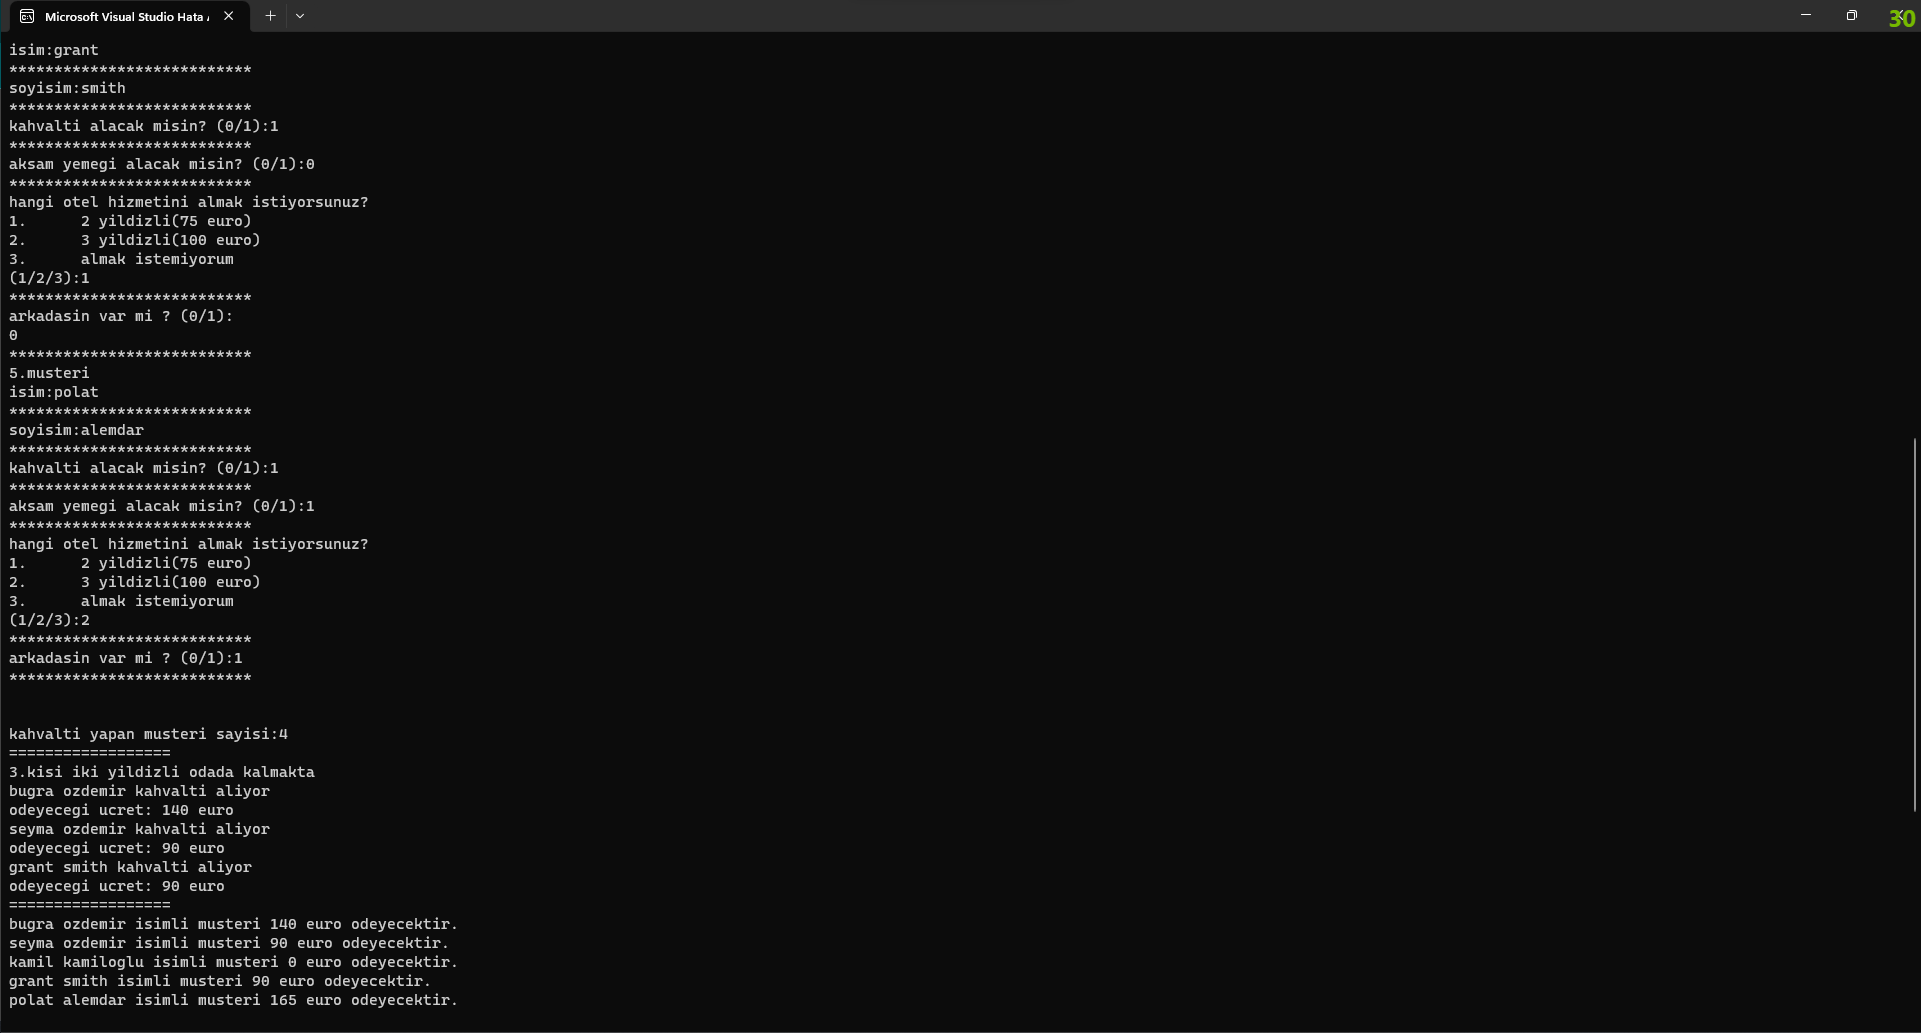 Microsoft Visual Studio Hata
30
isim:grant
***************************
soyisim:smith
***************************
kahvalti alacak misin? (0/1):1
***************************
aksam yemegi alacak misin? (0/1):0
***************************
hangi otel hizmetini almak istiyorsunuz?
1.      2 yildizli(75 euro)
2.      3 yildizli(100 euro)
3.      almak istemiyorum
(1/2/3):1
***************************
arkadasin var mi ? (0/1):
0
***************************
5.musteri
isim:polat
***************************
soyisim:alemdar
***************************
kahvalti alacak misin? (0/1):1
***************************
aksam yemegi alacak misin? (0/1):1
***************************
hangi otel hizmetini almak istiyorsunuz?
1.      2 yildizli(75 euro)
2.      3 yildizli(100 euro)
3.      almak istemiyorum
(1/2/3):2
***************************
arkadasin var mi ? (0/1):1
***************************
kahvalti yapan musteri sayisi:4
==================
3.kisi iki yildizli odada kalmakta
bugra ozdemir kahvalti aliyor
odeyecegi ucret: 140 euro
seyma ozdemir kahvalti aliyor
odeyecegi ucret: 90 euro
grant smith kahvalti aliyor
odeyecegi ucret: 90 euro
==================
bugra ozdemir isimli musteri 140 euro odeyecektir.
seyma ozdemir isimli musteri 90 euro odeyecektir.
kamil kamiloglu isimli musteri 0 euro odeyecektir.
grant smith isimli musteri 90 euro odeyecektir.
polat alemdar isimli musteri 165 euro odeyecektir.